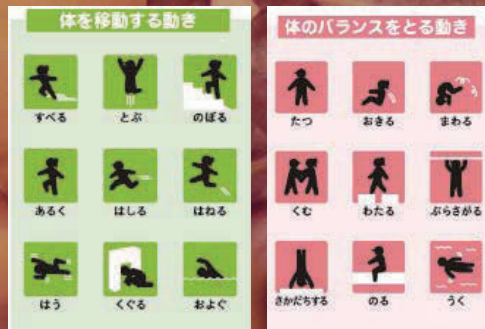 体を移動する動き
すべる とぶ のぼる
あるく はしる はねる
はう くぐる およぐ
体のバランスをとる動き
たつ おきる まわる
くむ わたる ぶらさがる
さかだちする のる うく